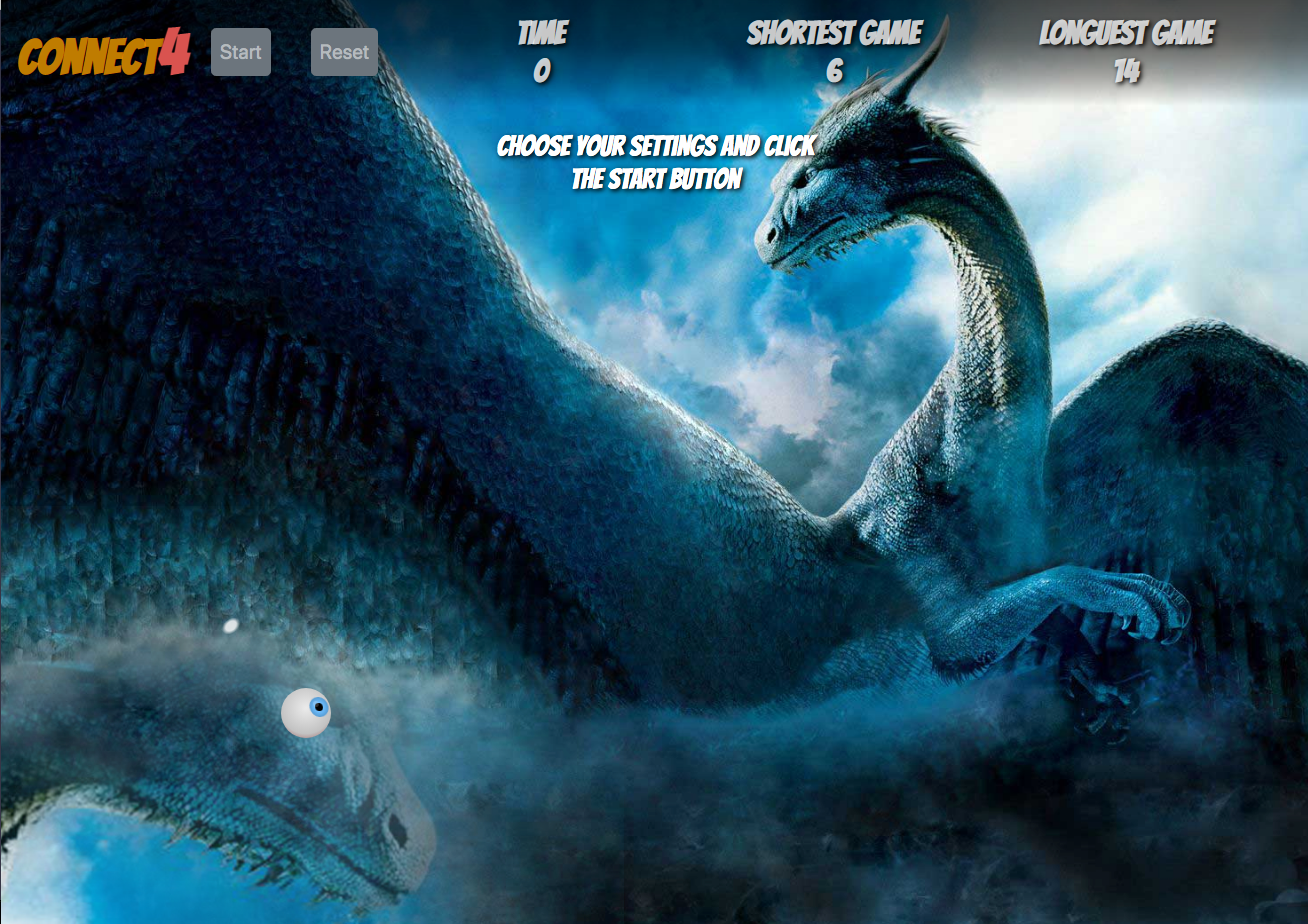 CONNECT4
Start
Reset
TIME
0
SHORTEST GAME
6
LONGUEST GAME
14
CHOOSE YOUR SETTINGS AND CLICK
THE START BUTTON